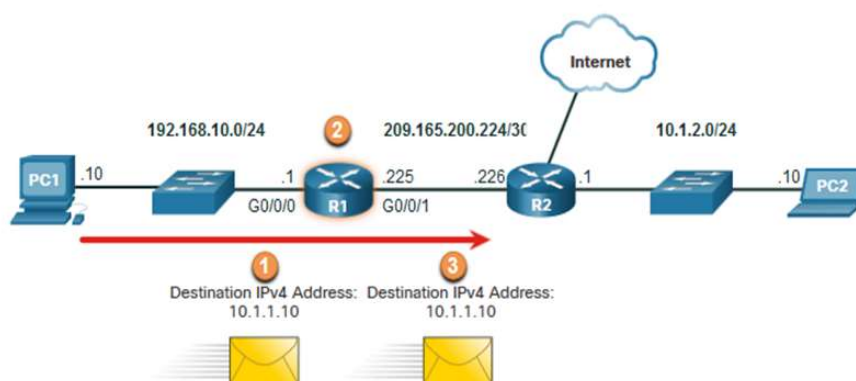 Internet
192.168.10.0/24
2
209.165.200.224/30
10.1.2.0/24
PC1
.10
.1
R1
.225
.226
R2
.1
.10
PC2
G0/0/0
G0/0/1
1
3
Destination IPv4 Address:
10.1.1.10
Destination IPv4 Address:
10.1.1.10